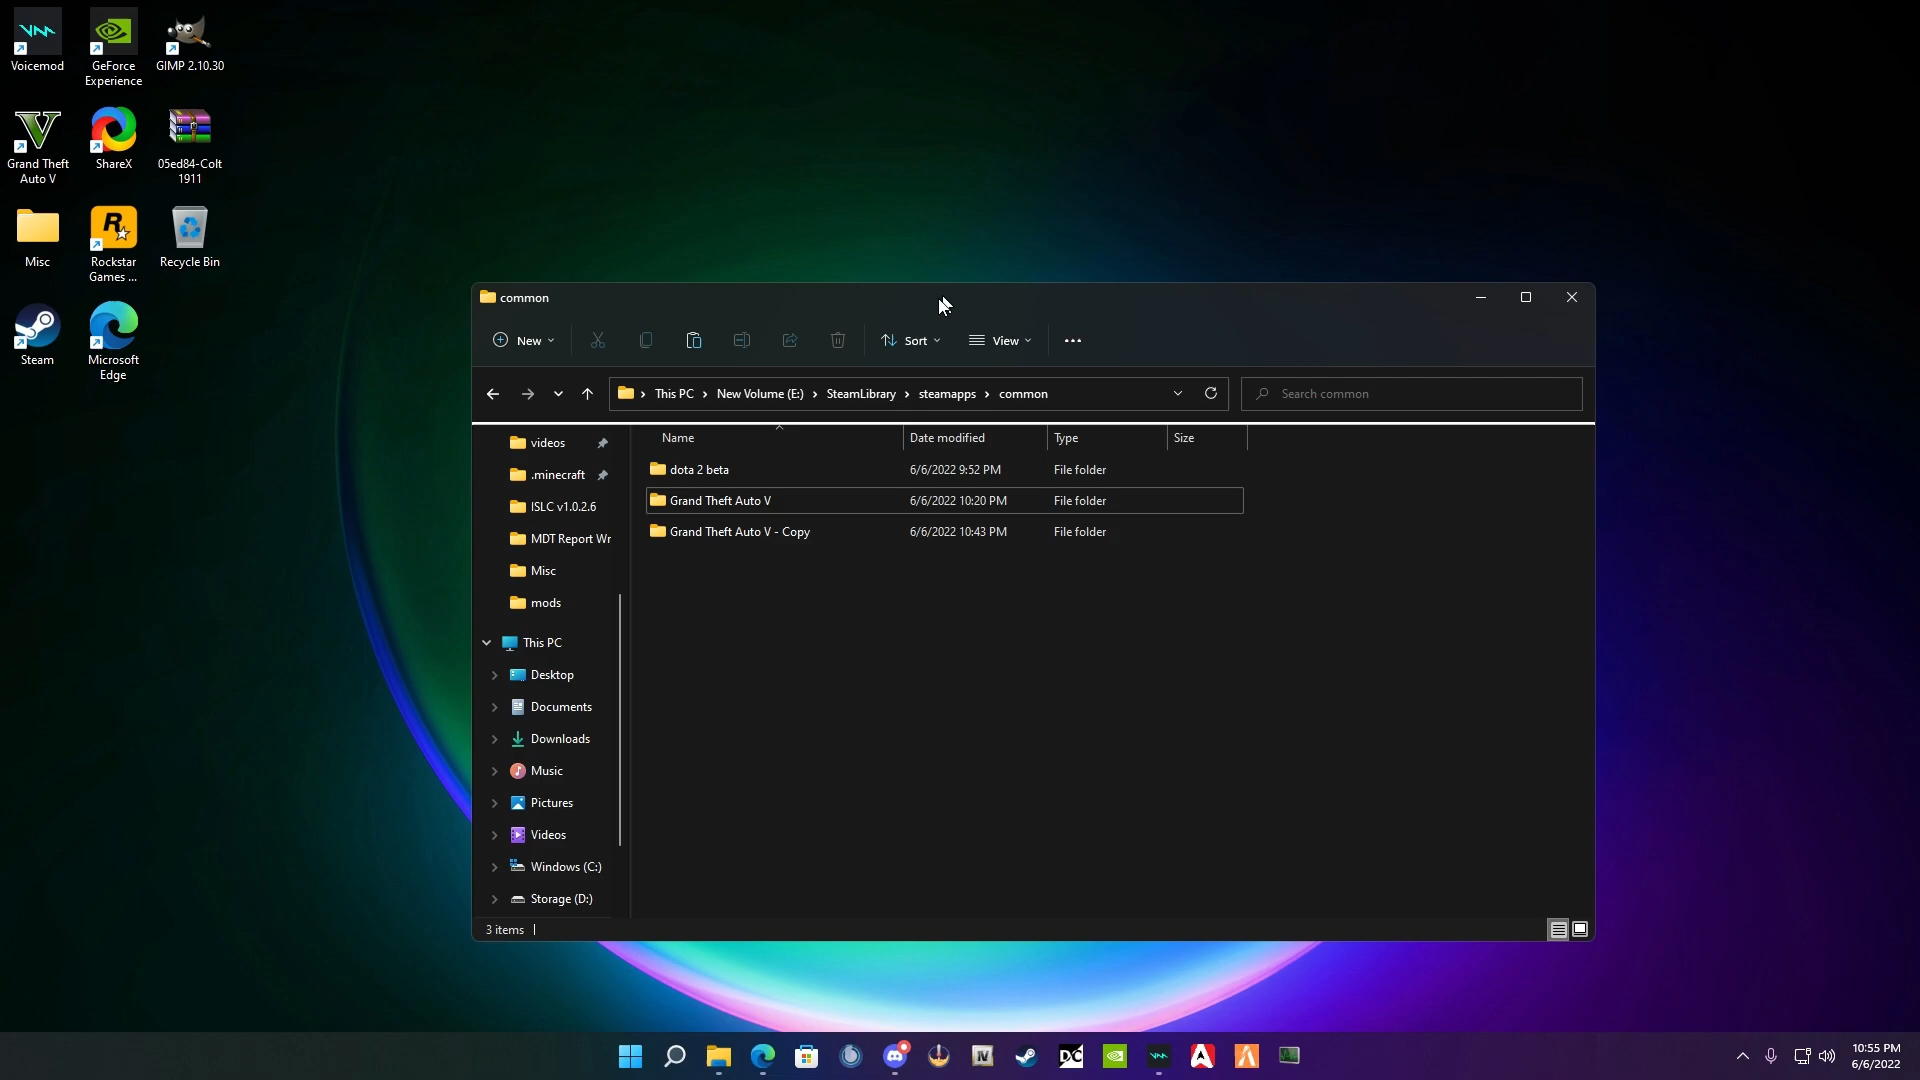 Voicemod
GeForce
Experience
GIMP 2.10.30
Grand Theft
Auto V
ShareX
05ed84-Colt
1911
Misc
Rockstar
Games ...
Recycle Bin
Steam
Microsoft
Edge
common
New
Sort
View
This PC
New Volume (E:)
SteamLibrary
steamapps
common
Search common
videos
.minecraft
ISLC v1.0.2.6
MDT Report Wr
Misc
mods
This PC
Desktop
Documents
Downloads
Music
Pictures
Videos
Windows (C:)
Storage (D:)
Name
Date modified
Type
Size
dota 2 beta
6/6/2022 9:52 PM
File folder
Grand Theft Auto V
6/6/2022 10:20 PM
File folder
Grand Theft Auto V - Copy
6/6/2022 10:43 PM
File folder
3 items
IV
DC
10:55 PM
6/6/2022